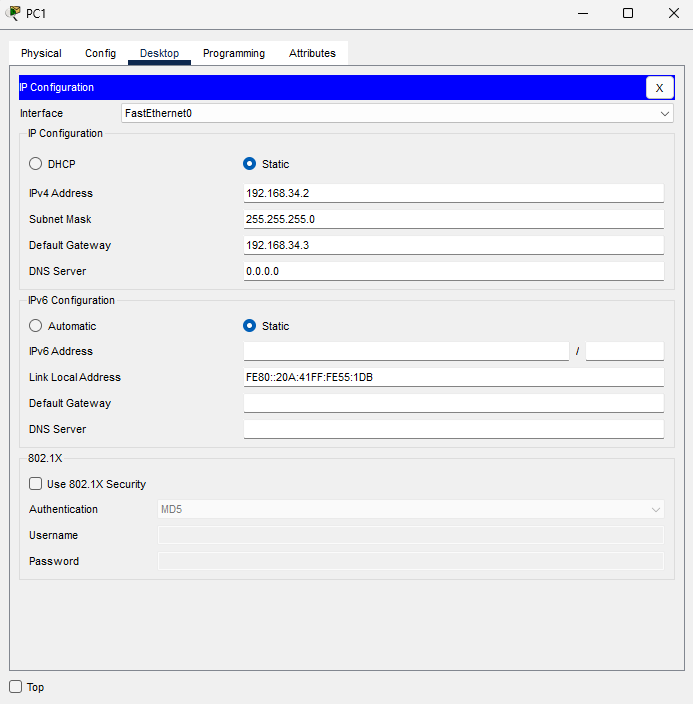 PC1
Physical Config Desktop Programming Attributes
IP Configuration X
Interface FastEthernet0
IP Configuration
DHCP Static
IPv4 Address 192.168.34.2
Subnet Mask 255.255.255.0
Default Gateway 192.168.34.3
DNS Server 0.0.0.0
IPv6 Configuration
Automatic Static
IPv6 Address /
Link Local Address FE80::20A:41FF:FE55:1DB
Default Gateway
DNS Server
802.1X
Use 802.1X Security
Authentication MD5
Username
Password
Top